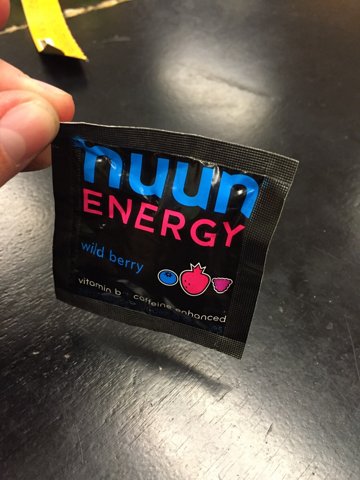 nuun
ENERGY
wild berry
vitamin b caffeine enhanced